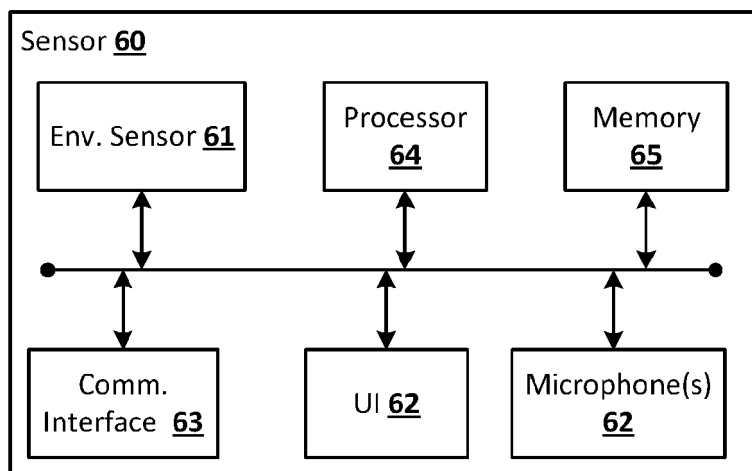 Sensor 60
Env. Sensor 61
Processor
64
Memory
65
Comm.
Interface 63
UI 62
Microphone(s)
62